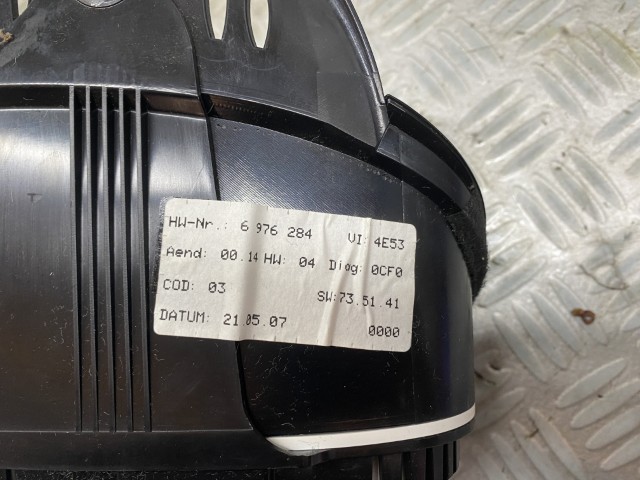 HW-Nr.: 6 976 284 VI: 4E53
Aend: 00.14 HW: 04 Diag: 0CF0
COD: 03 SW:73.51.41
DATUM: 21.05.07 0000